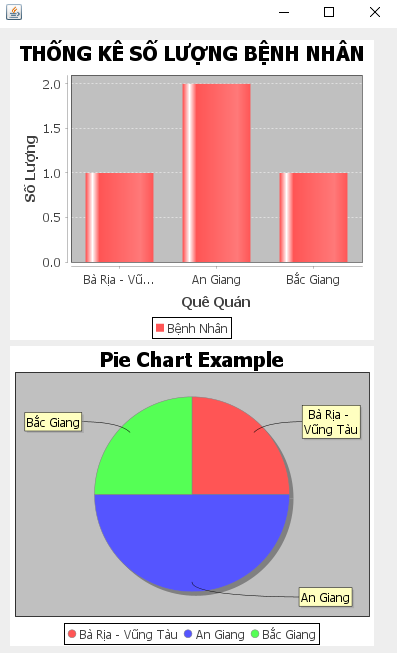 THỐNG KÊ SỐ LƯỢNG BỆNH NHÂN
2.0
1.5
1.0
0.5
0.0
Số Lượng
Bà Rịa - Vũ... An Giang Bắc Giang
Quê Quán
Bệnh Nhân
Pie Chart Example
Bắc Giang
Bà Rịa -
Vũng Tàu
An Giang
Bà Rịa - Vũng Tàu An Giang Bắc Giang